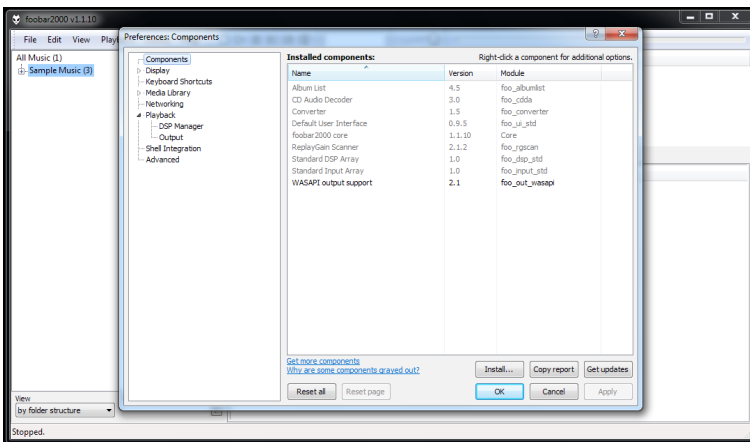 foobar2000 v1.1.10
File Edit View
Preferences: Components
All Music (1)
Sample Music (3)
Components
Display
Keyboard Shortcuts
Media Library
Networking
Playback
DSP Manager
Output
Shell Integration
Advanced
Installed components: Right-click a component for additional options.
Name Version Module
Album List 4.5 foo_albumlist
CD Audio Decoder 3.0 foo_cdda
Converter 1.5 foo_converter
Default User Interface 0.9.5 foo_ui_std
foobar2000 core 1.1.10 Core
ReplayGain Scanner 2.1.2 foo_rgscan
Standard DSP Array 1.0 foo_dsp_std
Standard Input Array 1.0 foo_input_std
WASAPI output support 2.1 foo_out_wasapi
Get more components
Why are some components grayed out?
Install... Copy report Get updates
Reset all Reset page OK Cancel Apply
View
by folder structure
Stopped.